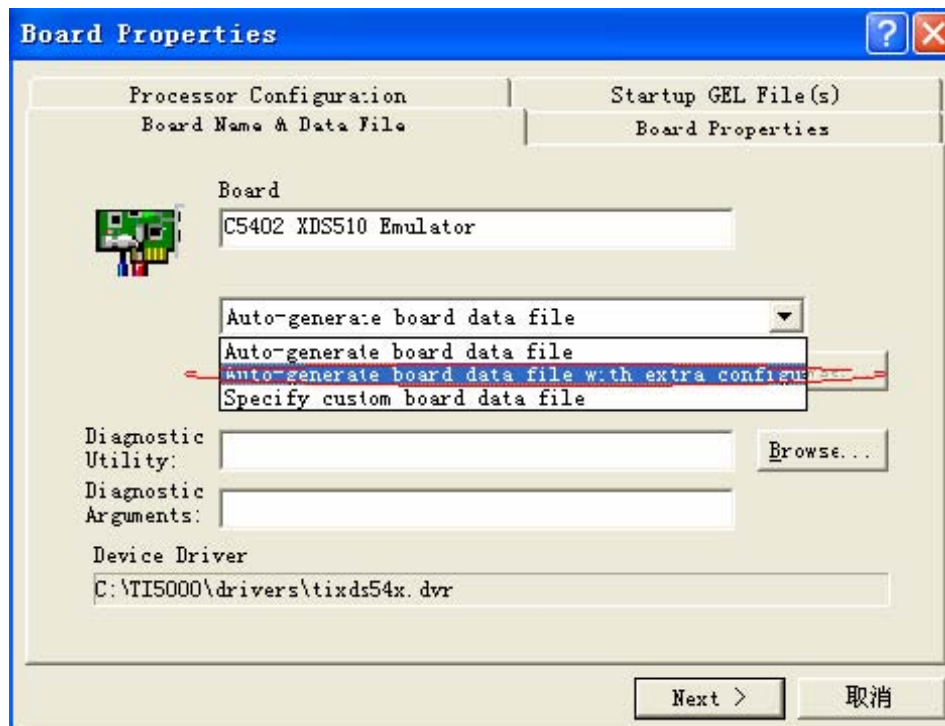 Board Properties
Processor Configuration
Startup GEL File(s)
Board Name & Data File
Board Properties
Board
C5402 XDS510 Emulator
Auto-generate board data file
Auto-generate board data file
Auto-generate board data file with extra configu
Specify custom board data file
Diagnostic
Utility:
Browse...
Diagnostic
Arguments:
Device Driver
C:\TI5000\drivers\tixds54x.dvr
Next >
取消